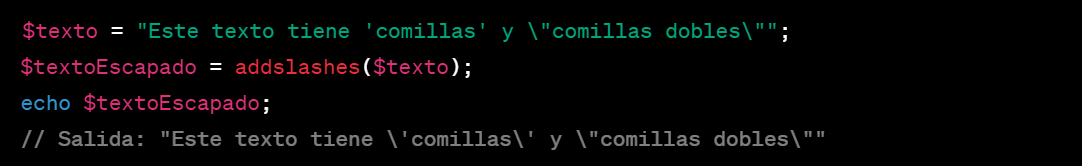 $texto = "Este texto tiene 'comillas' y \"comillas dobles\"";
$textoEscapado = addslashes($texto);
echo $textoEscapado;
// Salida: "Este texto tiene \'comillas\' y \"comillas dobles\""